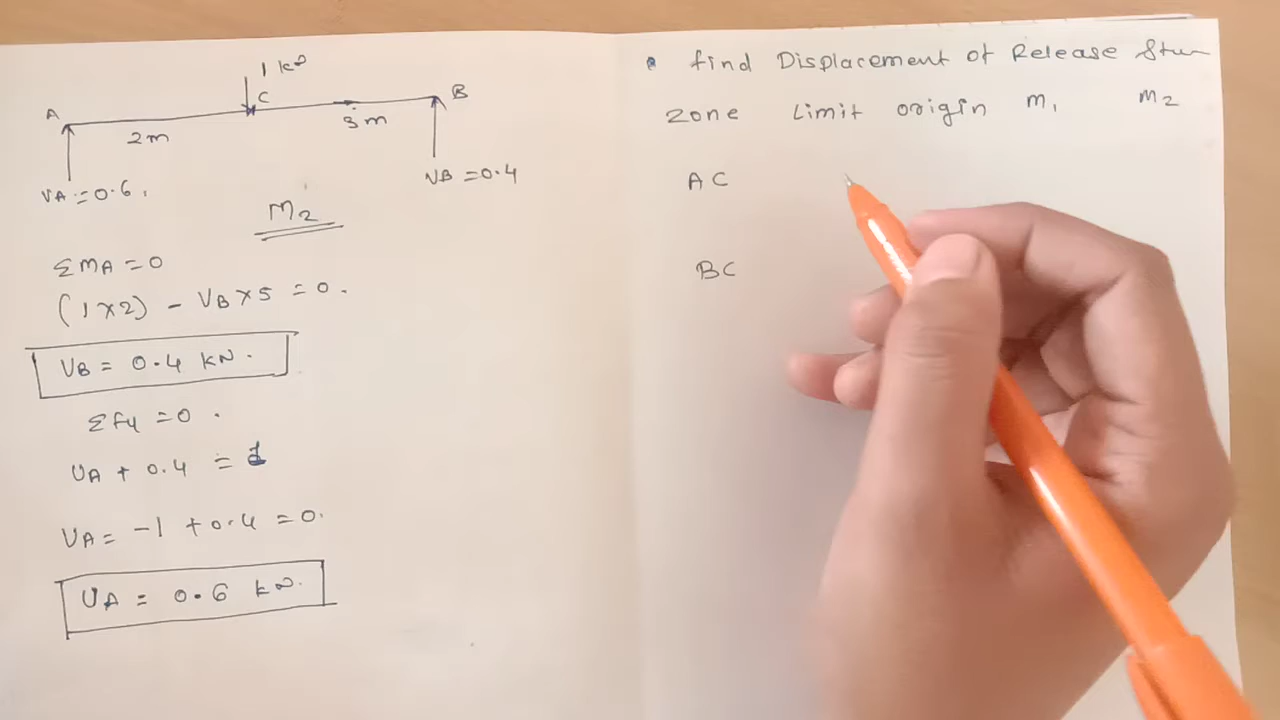 1 kN
A C B
2m 3m
VA = 0.6.
VB = 0.4
M2
ΣMA = 0
(1×2) - VB×5 = 0.
VB = 0.4 kN.
Σfy = 0.
VA + 0.4 = 1
VA = -1 + 0.4 = 0.
VA = 0.6 kN.
• find Displacement of Release
zone Limit origin m1 M2
AC
BC